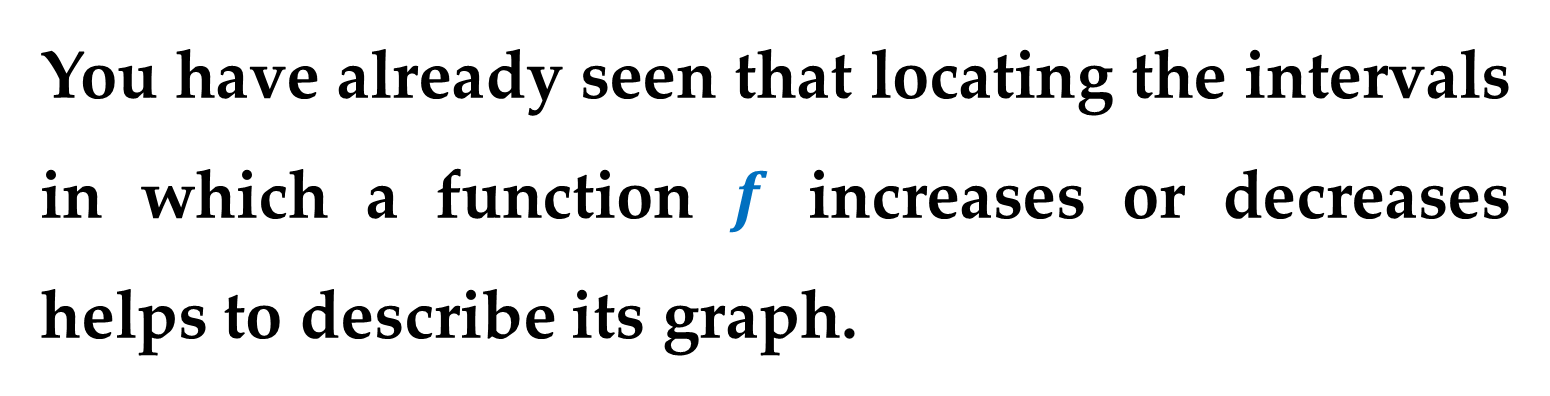 You have already seen that locating the intervals
in which a function f increases or decreases
helps to describe its graph.